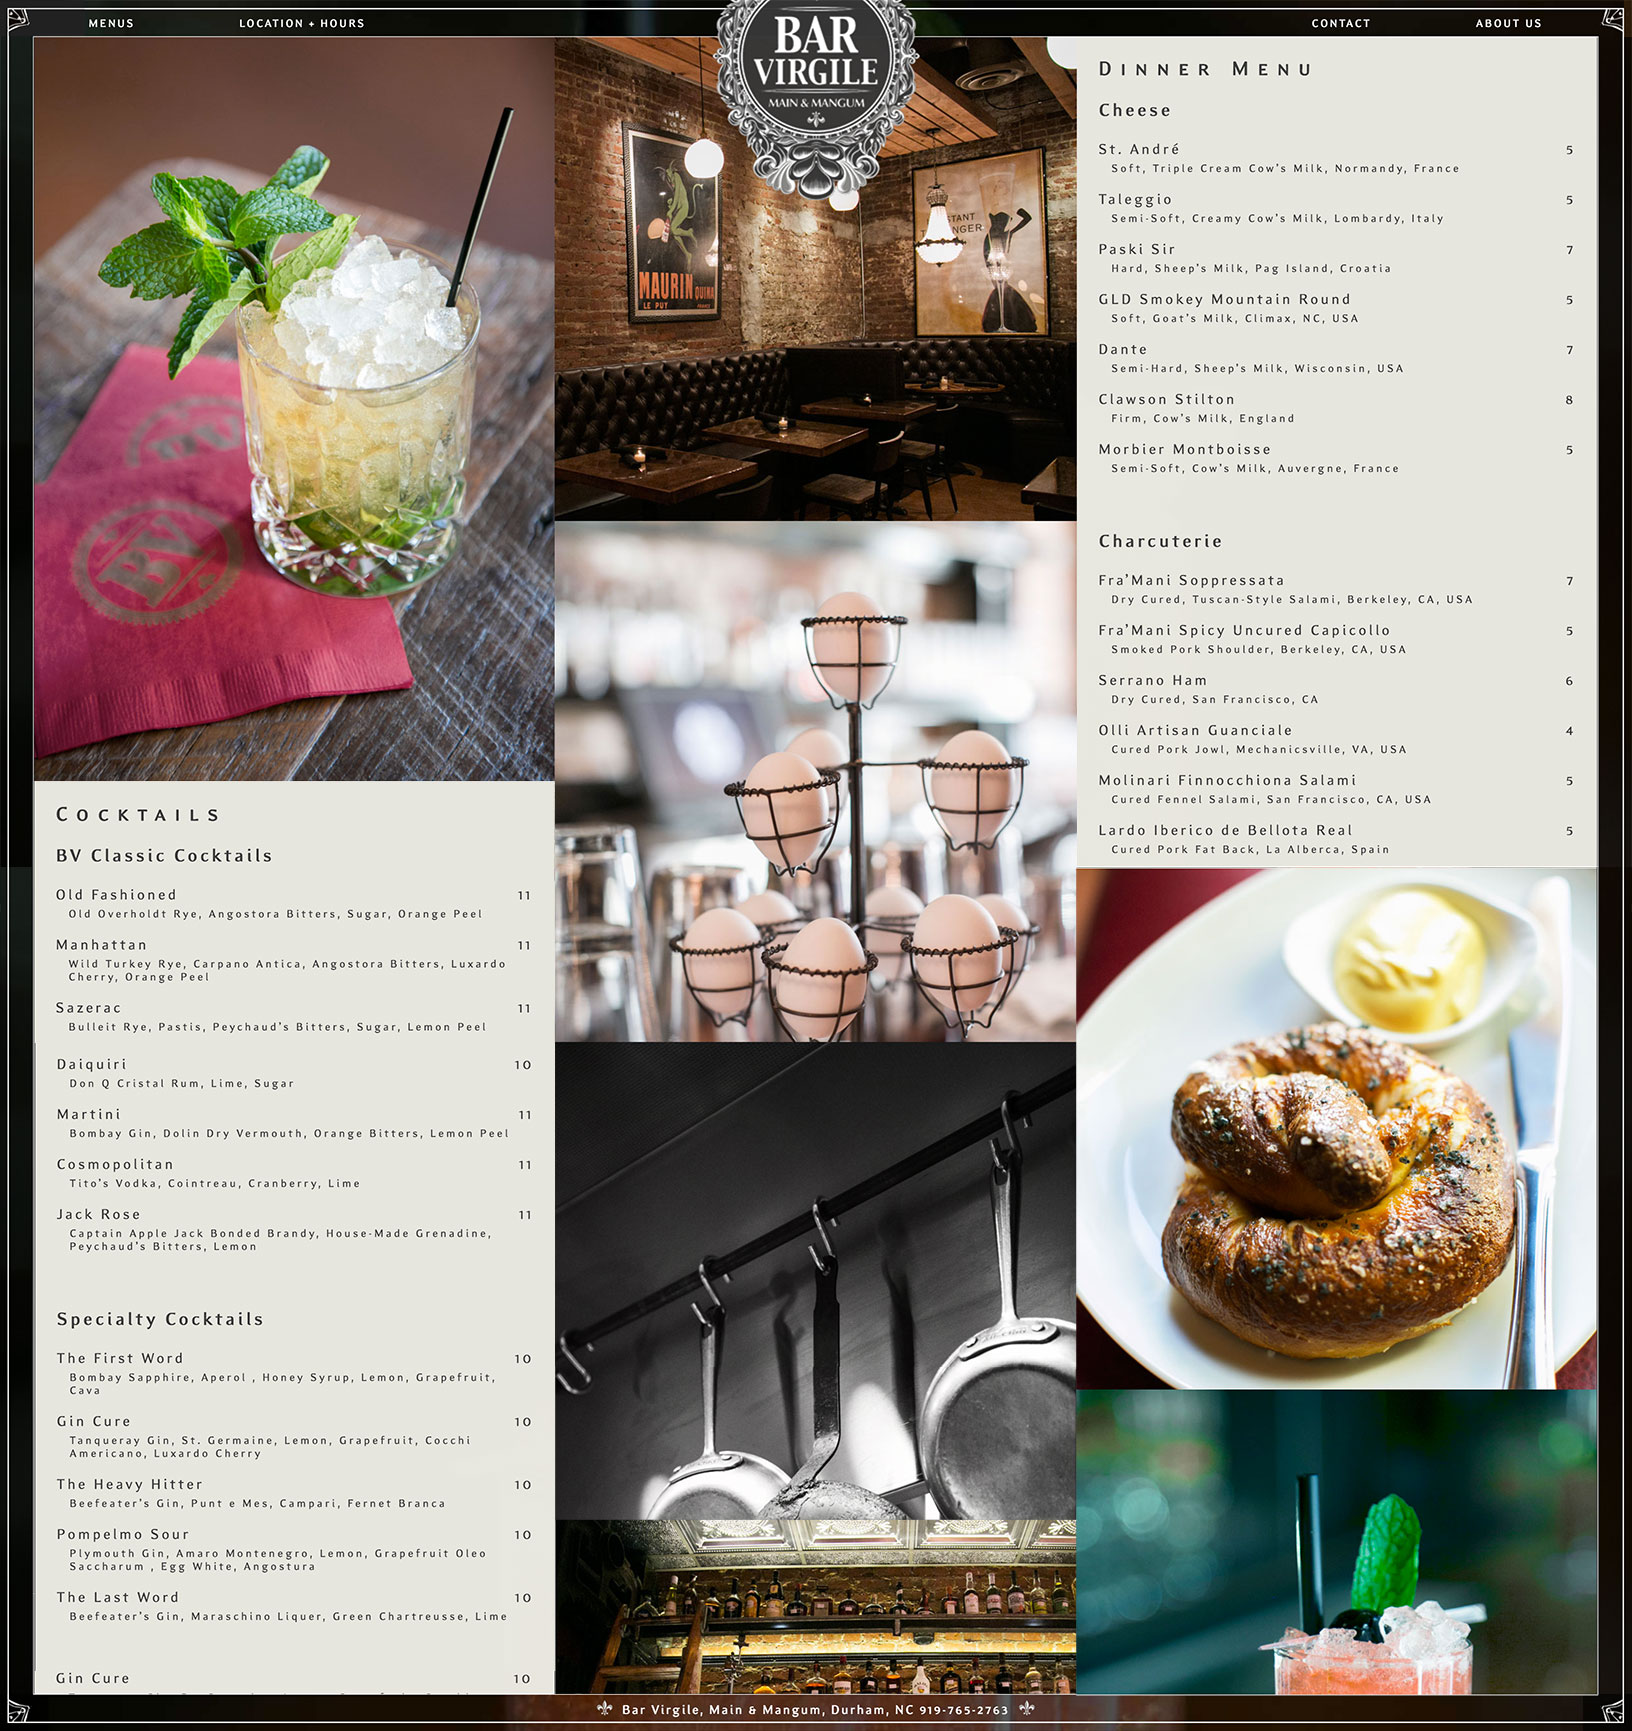 MENUS
LOCATION + HOURS
CONTACT
ABOUT US
BAR
VIRGILE
MAIN & MANGUM
BV
MAURIN QUINA
LE PUY FRANCE
Cocktails
BV Classic Cocktails
Old Fashioned 11
Old Overholdt Rye, Angostora Bitters, Sugar, Orange Peel
Manhattan 11
Wild Turkey Rye, Carpano Antica, Angostora Bitters, Luxardo
Cherry, Orange Peel
Sazerac 11
Bulleit Rye, Pastis, Peychaud's Bitters, Sugar, Lemon Peel
Daiquiri 10
Don Q Cristal Rum, Lime, Sugar
Martini 11
Bombay Gin, Dolin Dry Vermouth, Orange Bitters, Lemon Peel
Cosmopolitan 11
Tito's Vodka, Cointreau, Cranberry, Lime
Jack Rose 11
Captain Apple Jack Bonded Brandy, House-Made Grenadine,
Peychaud's Bitters, Lemon
Specialty Cocktails
The First Word 10
Bombay Sapphire, Aperol , Honey Syrup, Lemon, Grapefruit,
Cava
Gin Cure 10
Tanqueray Gin, St. Germaine, Lemon, Grapefruit, Cocchi
Americano, Luxardo Cherry
The Heavy Hitter 10
Beefeater's Gin, Punt e Mes, Campari, Fernet Branca
Pompelmo Sour 10
Plymouth Gin, Amaro Montenegro, Lemon, Grapefruit Oleo
Saccharum , Egg White, Angostura
The Last Word 10
Beefeater's Gin, Maraschino Liquer, Green Chartreusse, Lime
Gin Cure 10
Dinner Menu
Cheese
St. André 5
Soft, Triple Cream Cow's Milk, Normandy, France
Taleggio 5
Semi-Soft, Creamy Cow's Milk, Lombardy, Italy
Paski Sir 7
Hard, Sheep's Milk, Pag Island, Croatia
GLD Smokey Mountain Round 5
Soft, Goat's Milk, Climax, NC, USA
Dante 7
Semi-Hard, Sheep's Milk, Wisconsin, USA
Clawson Stilton 8
Firm, Cow's Milk, England
Morbier Montboisse 5
Semi-Soft, Cow's Milk, Auvergne, France
Charcuterie
Fra'Mani Soppressata 7
Dry Cured, Tuscan-Style Salami, Berkeley, CA, USA
Fra'Mani Spicy Uncured Capicollo 5
Smoked Pork Shoulder, Berkeley, CA, USA
Serrano Ham 6
Dry Cured, San Francisco, CA
Olli Artisan Guanciale 4
Cured Pork Jowl, Mechanicsville, VA, USA
Molinari Finnocchiona Salami 5
Cured Fennel Salami, San Francisco, CA, USA
Lardo Iberico de Bellota Real 5
Cured Pork Fat Back, La Alberca, Spain
Bar Virgile, Main & Mangum, Durham, NC 919-765-2763